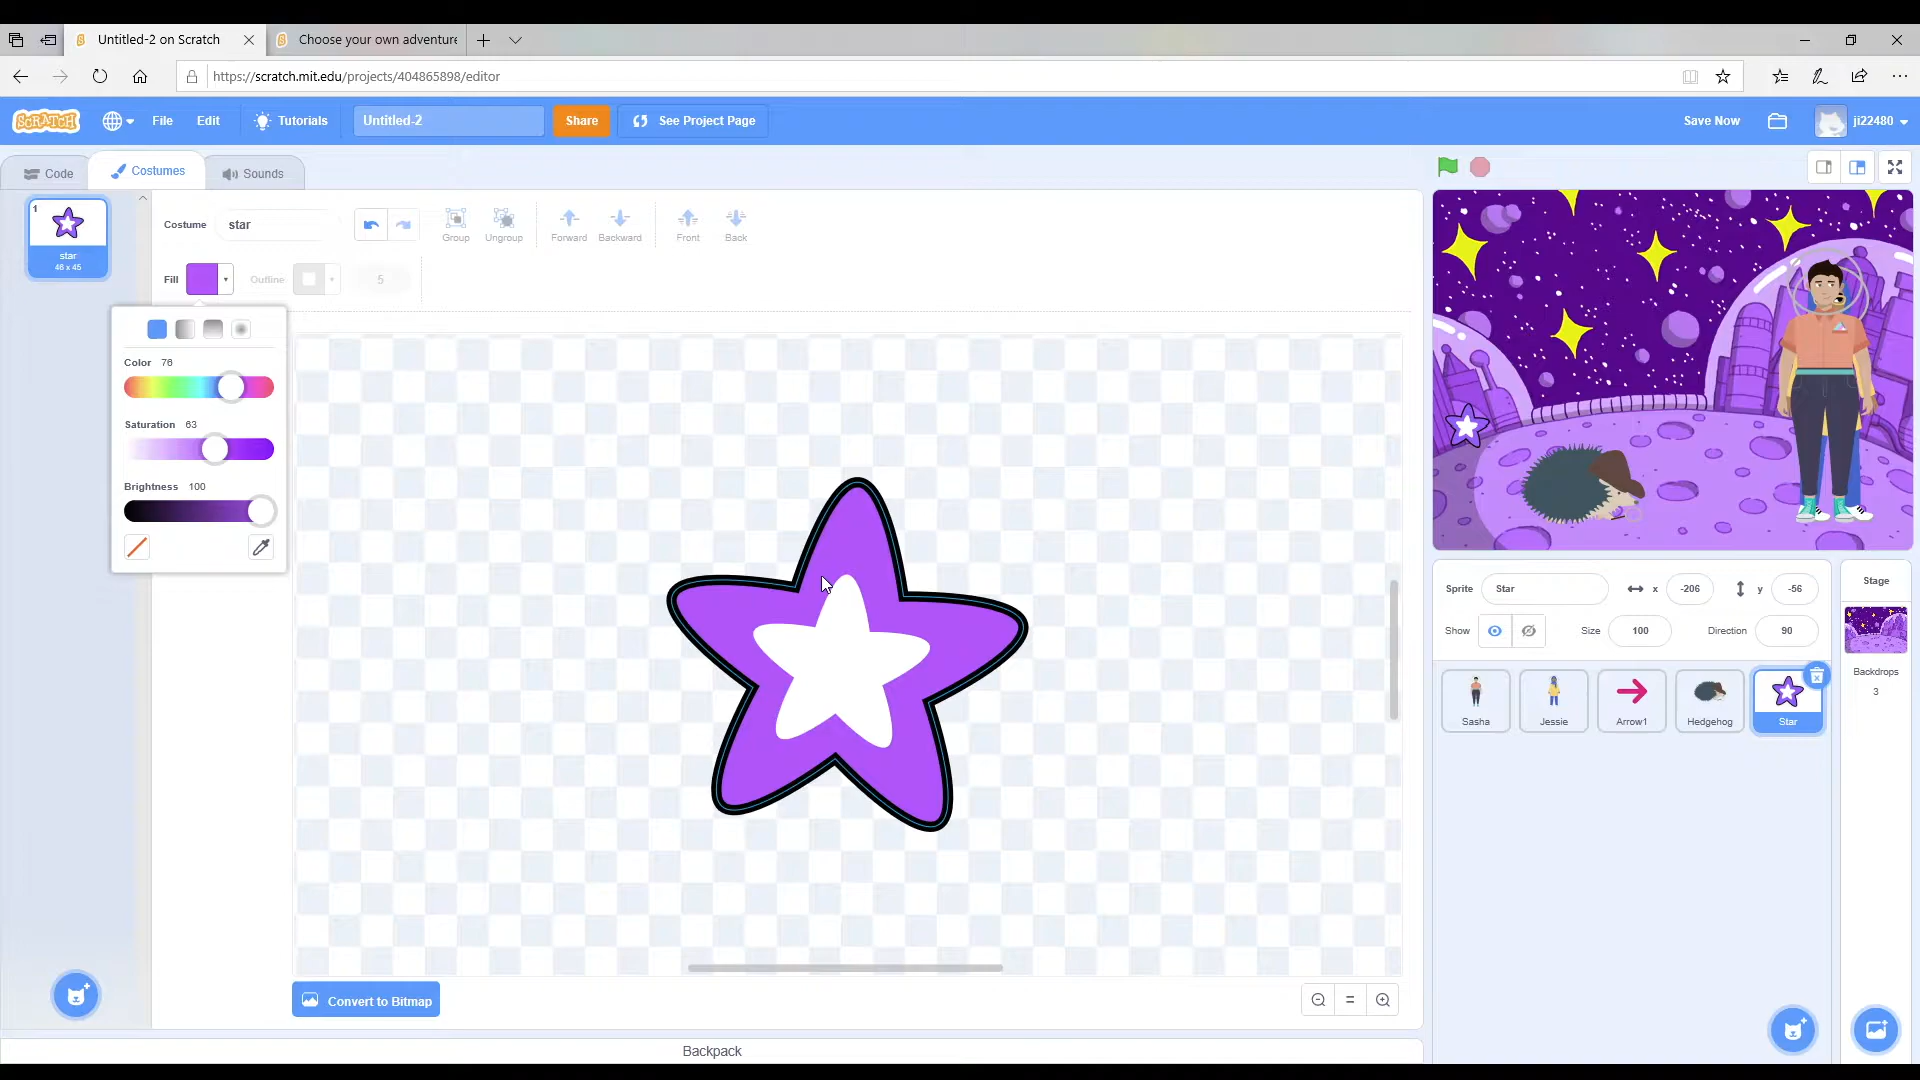 Untitled-2 on Scratch
Choose your own adventure
https://scratch.mit.edu/projects/404865898/editor
SCRATCH
File
Edit
Tutorials
Untitled-2
Share
See Project Page
Save Now
ji22480
Code
Costumes
Sounds
1
star
46 x 45
Costume
star
Group
Ungroup
Forward
Backward
Front
Back
Fill
Outline
5
Color 76
Saturation 63
Brightness 100
Convert to Bitmap
Backpack
Sprite
Star
x
-206
y
-56
Show
Size
100
Direction
90
Sasha
Jessie
Arrow1
Hedgehog
Star
Stage
Backdrops
3